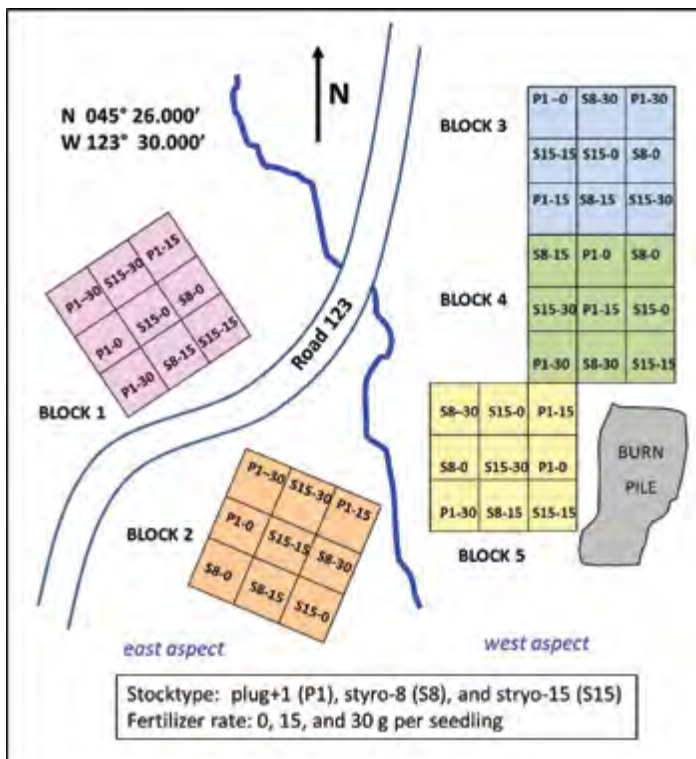 N 045° 26.000'
W 123° 30.000'
N
BLOCK 3
P1 -0 S8-30 P1-30
S15-15 S15-0 S8-0
P1-15 S8-15 S15-30
BLOCK 4
S8-15 P1-0 S8-0
S15-30 P1-15 S15-0
P1-30 S8-30 S15-15
Road 123
P1-30 S15-30 P1-15
P1-0 S15-0 S8-0
P1-30 S8-15 S15-15
BLOCK 1
S8-30 S15-0 P1-15
S8-0 S15-30 P1-0
P1-30 S8-15 S15-15
BLOCK 5
BURN
PILE
BLOCK 2
P1-30 S15-30 P1-15
P1-0 S15-15 S8-30
S8-0 S8-15 S15-0
east aspect
west aspect
Stocktype: plug+1 (P1), styro-8 (S8), and stryo-15 (S15)
Fertilizer rate: 0, 15, and 30 g per seedling